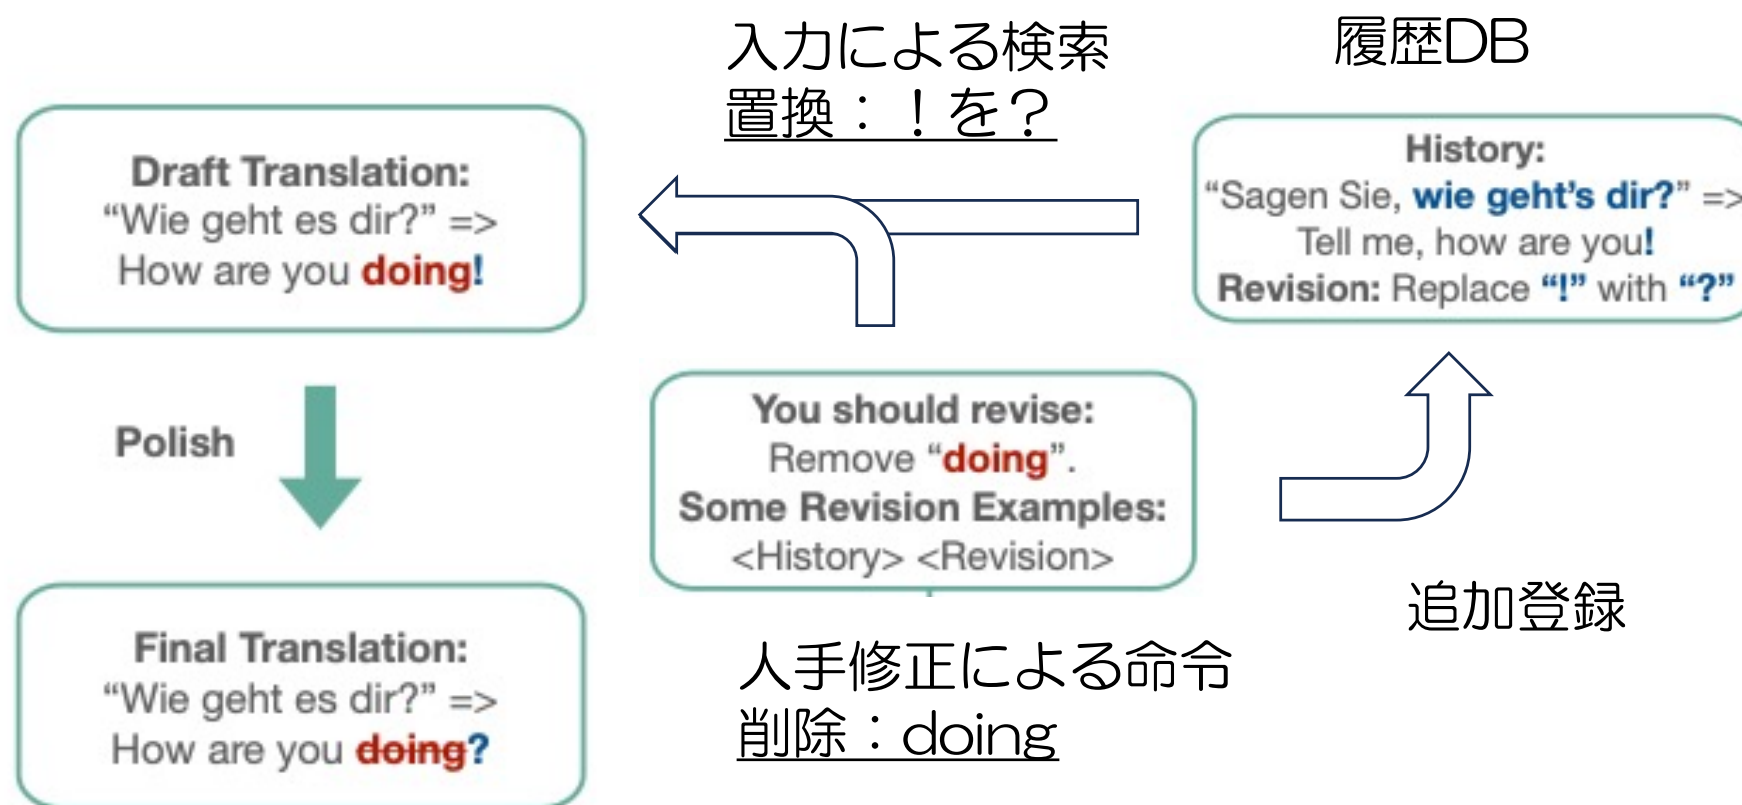 入力による検索
置換：！を？
履歴DB
Draft Translation:
“Wie geht es dir?” =>
How are you doing!
History:
“Sagen Sie, wie geht's dir?” =>
Tell me, how are you!
Revision: Replace “!” with “?”
Polish
You should revise:
Remove “doing”.
Some Revision Examples:
<History> <Revision>
追加登録
Final Translation:
“Wie geht es dir?” =>
How are you doing?
人手修正による命令
削除：doing